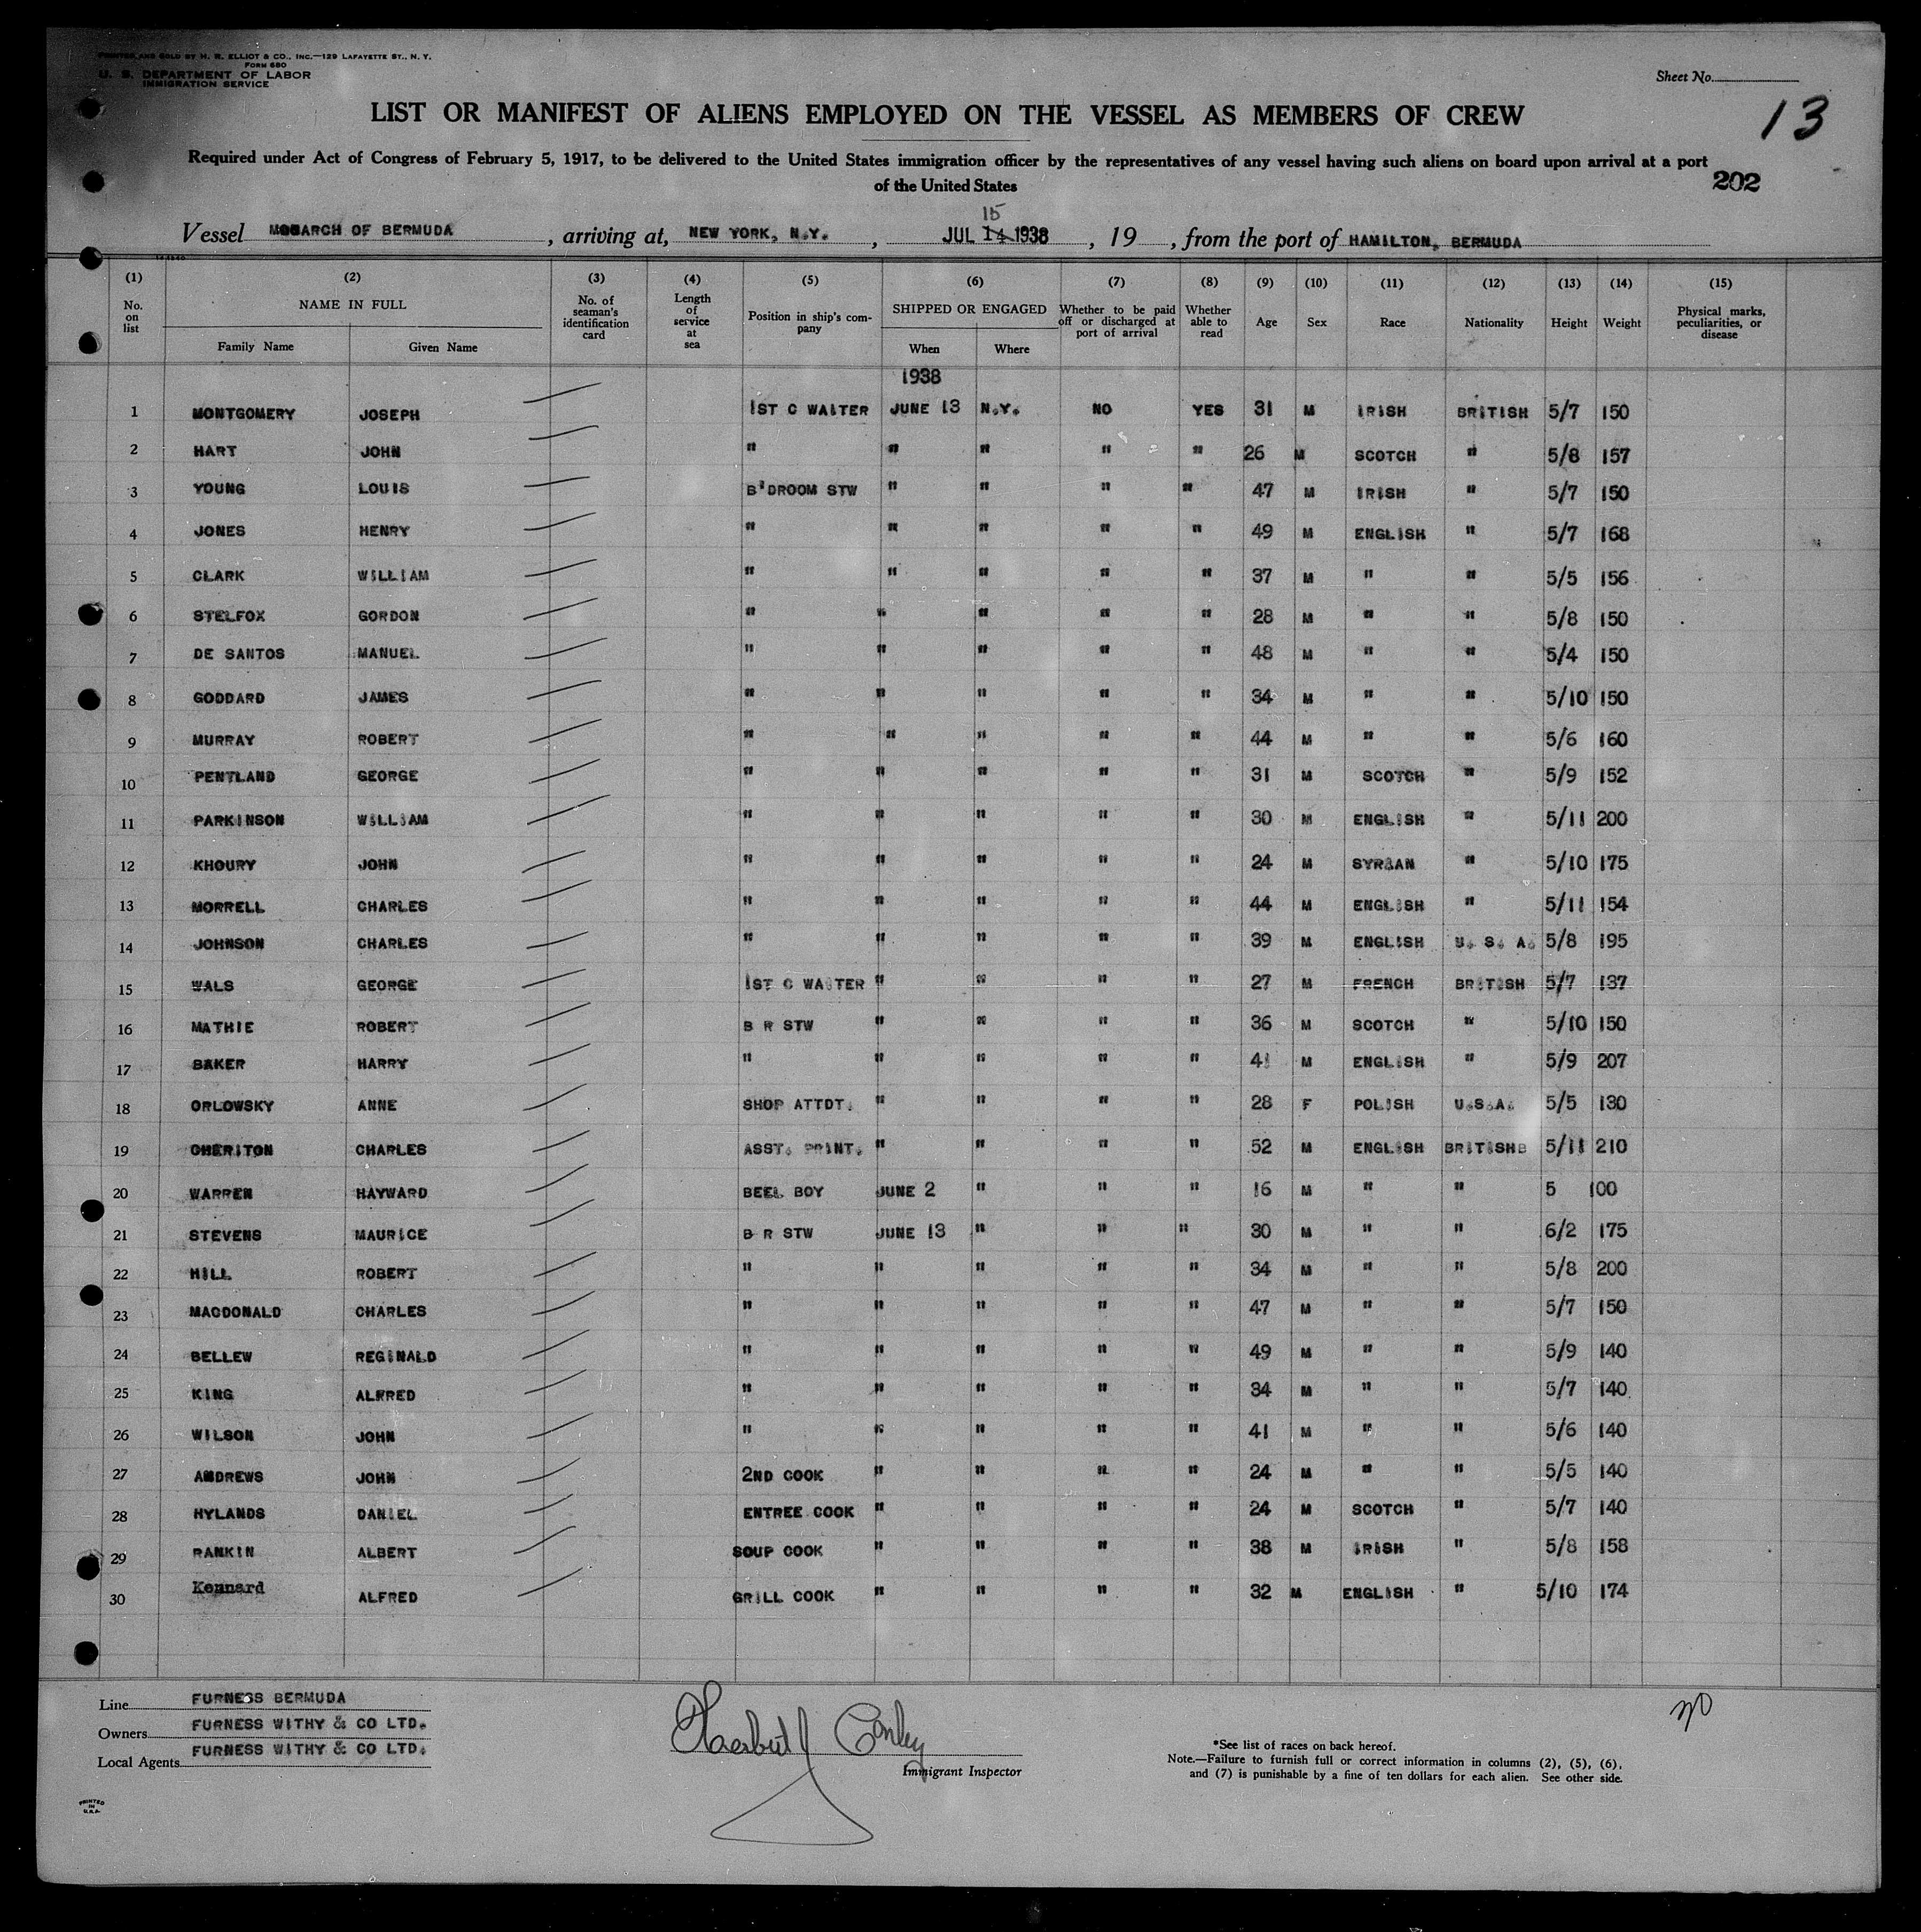 PRINTED AND SOLD BY H. R. ELLIOT & CO., INC.—129 LAFAYETTE ST., N. Y.
FORM 680
U. S. DEPARTMENT OF LABOR
IMMIGRATION SERVICE
Sheet No.
13
LIST OR MANIFEST OF ALIENS EMPLOYED ON THE VESSEL AS MEMBERS OF CREW
Required under Act of Congress of February 5, 1917, to be delivered to the United States immigration officer by the representatives of any vessel having such aliens on board upon arrival at a port
of the United States
202
15
Vessel MONARCH OF BERMUDA, arriving at, NEW YORK, N.Y., JUL 14 1938, 19, from the port of HAMILTON, BERMUDA
(1) (2) (3) (4) (5) (6) (7) (8) (9) (10) (11) (12) (13) (14) (15)
No. on list NAME IN FULL Family Name Given Name No. of seaman's identification card Length of service at sea Position in ship's company SHIPPED OR ENGAGED When Where Whether to be paid off or discharged at port of arrival Whether able to read Age Sex Race Nationality Height Weight Physical marks, peculiarities, or disease
1938
1 MONTGOMERY JOSEPH 1ST C WAITER JUNE 13 N.Y. NO YES 31 M IRISH BRITISH 5/7 150
2 HART JOHN " " " " " 26 M SCOTCH " 5/8 157
3 YOUNG LOUIS B'DROOM STW " " " " 47 M IRISH " 5/7 150
4 JONES HENRY " " " " " 49 M ENGLISH " 5/7 168
5 CLARK WILLIAM " " " " " 37 M " " 5/5 156
6 STELFOX GORDON " " " " " 28 M " " 5/8 150
7 DE SANTOS MANUEL " " " " " 48 M " " 5/4 150
8 GODDARD JAMES " " " " " 34 M " " 5/10 150
9 MURRAY ROBERT " " " " " 44 M " " 5/6 160
10 PENTLAND GEORGE " " " " " 31 M SCOTCH " 5/9 152
11 PARKINSON WILLIAM " " " " " 30 M ENGLISH " 5/11 200
12 KHOURY JOHN " " " " " 24 M SYRIAN " 5/10 175
13 MORRELL CHARLES " " " " " 44 M ENGLISH " 5/11 154
14 JOHNSON CHARLES " " " " " 39 M ENGLISH U. S. A. 5/8 195
15 WALS GEORGE 1ST C WAITER " " " " 27 M FRENCH BRITISH 5/7 137
16 MATHIE ROBERT B R STW " " " " 36 M SCOTCH " 5/10 150
17 BAKER HARRY " " " " " 41 M ENGLISH " 5/9 207
18 ORLOWSKY ANNE SHOP ATTDT. " " " " 28 F POLISH U.S.A. 5/5 130
19 CHERITON CHARLES ASST. PRINT. " " " " 52 M ENGLISH BRITISHB 5/11 210
20 WARREN HAYWARD BEEL BOY JUNE 2 " " " 16 M " " 5 100
21 STEVENS MAURICE B R STW JUNE 13 " " " 30 M " " 6/2 175
22 HILL ROBERT " " " " " 34 M " " 5/8 200
23 MACDONALD CHARLES " " " " " 47 M " " 5/7 150
24 BELLEW REGINALD " " " " " 49 M " " 5/9 140
25 KING ALFRED " " " " " 34 M " " 5/7 140
26 WILSON JOHN " " " " " 41 M " " 5/6 140
27 ANDREWS JOHN 2ND COOK " " " " 24 M " " 5/5 140
28 HYLANDS DANIEL ENTREE COOK " " " " 24 M SCOTCH " 5/7 140
29 RANKIN ALBERT SOUP COOK " " " " 38 M IRISH " 5/8 158
30 Kennard ALFRED GRILL COOK " " " " 32 M ENGLISH " 5/10 174
Line FURNESS BERMUDA
Owners FURNESS WITHY & CO LTD.
Local Agents FURNESS WITHY & CO LTD.
Immigrant Inspector
*See list of races on back hereof.
Note.—Failure to furnish full or correct information in columns (2), (5), (6),
and (7) is punishable by a fine of ten dollars for each alien. See other side.
PRINTED
IN
U.S.A.